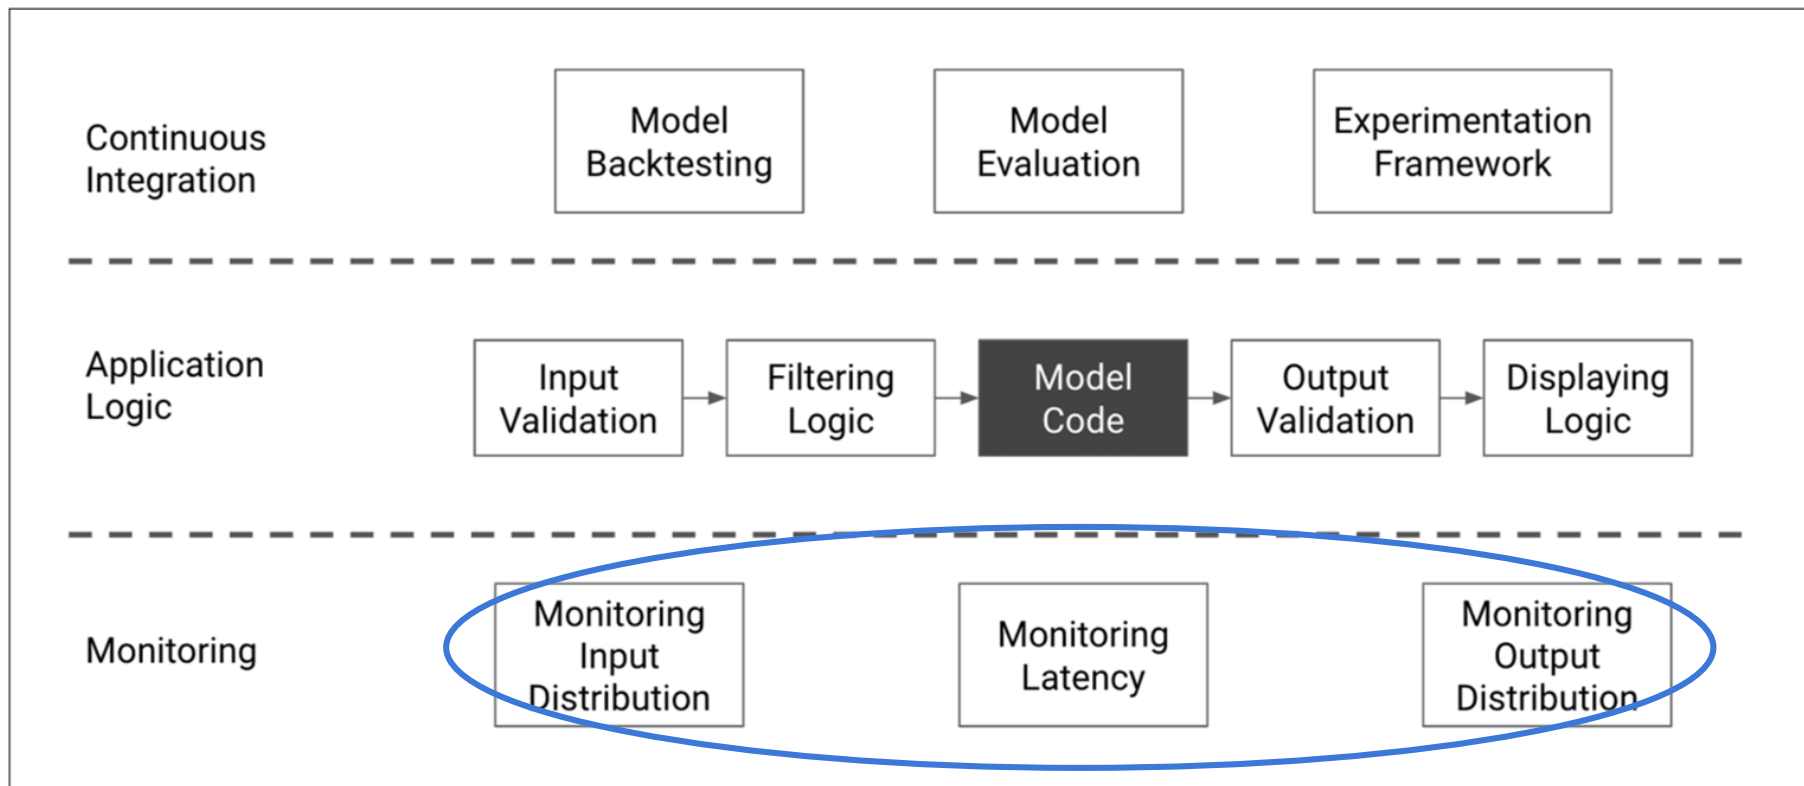 Continuous
Integration
Model
Backtesting
Model
Evaluation
Experimentation
Framework
Application
Logic
Input
Validation
Filtering
Logic
Model
Code
Output
Validation
Displaying
Logic
Monitoring
Monitoring
Input
Distribution
Monitoring
Latency
Monitoring
Output
Distribution